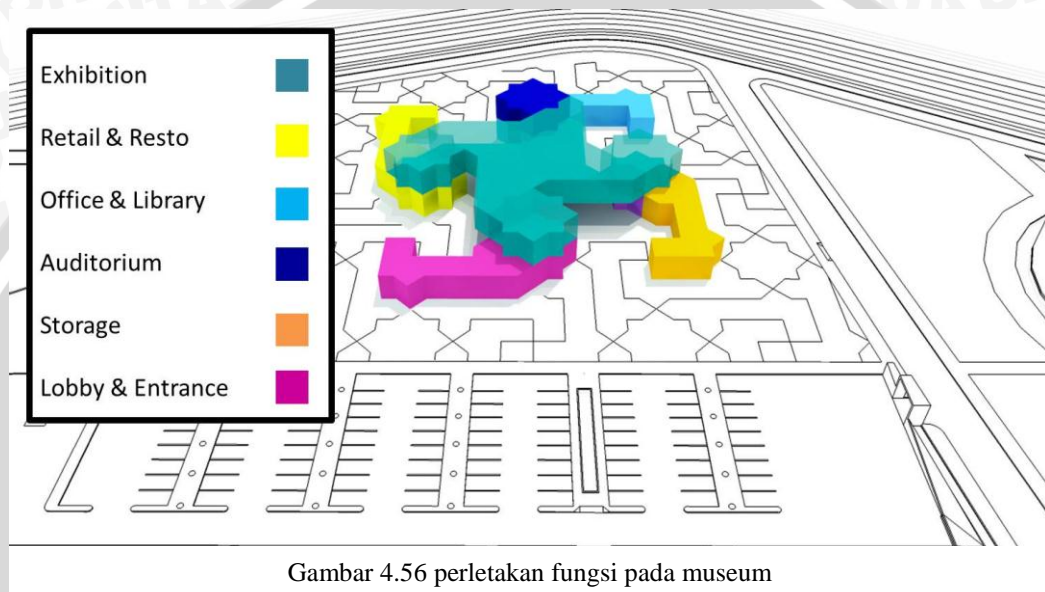 Exhibition
Retail & Resto
Office & Library
Auditorium
Storage
Lobby & Entrance
Gambar 4.56 perletakan fungsi pada museum